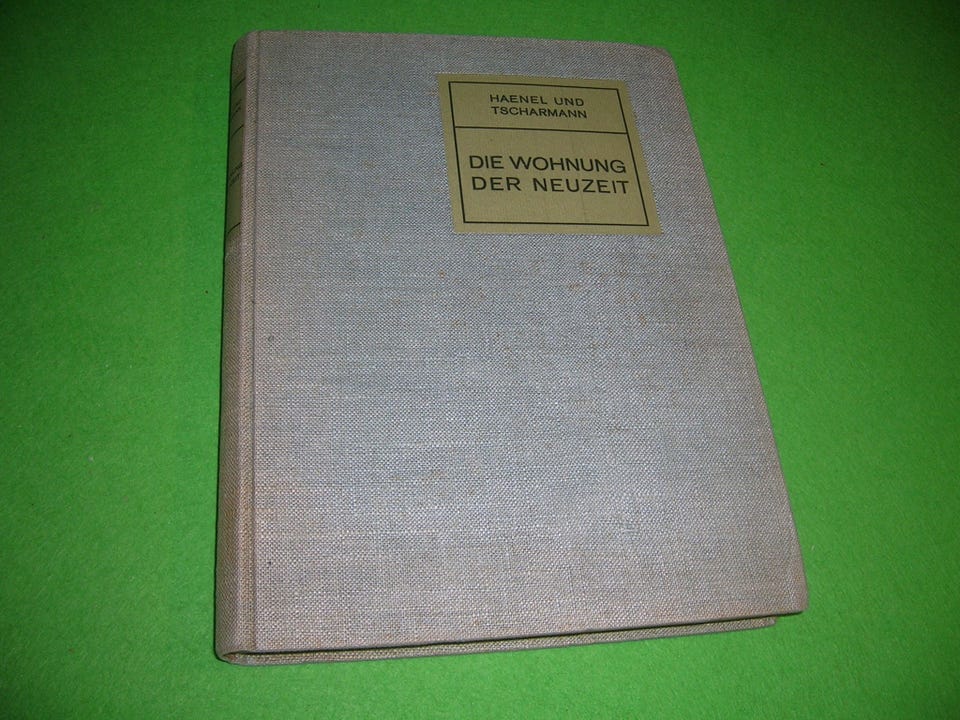 HAENEL UND
TSCHARMANN
DIE WOHNUNG
DER NEUZEIT